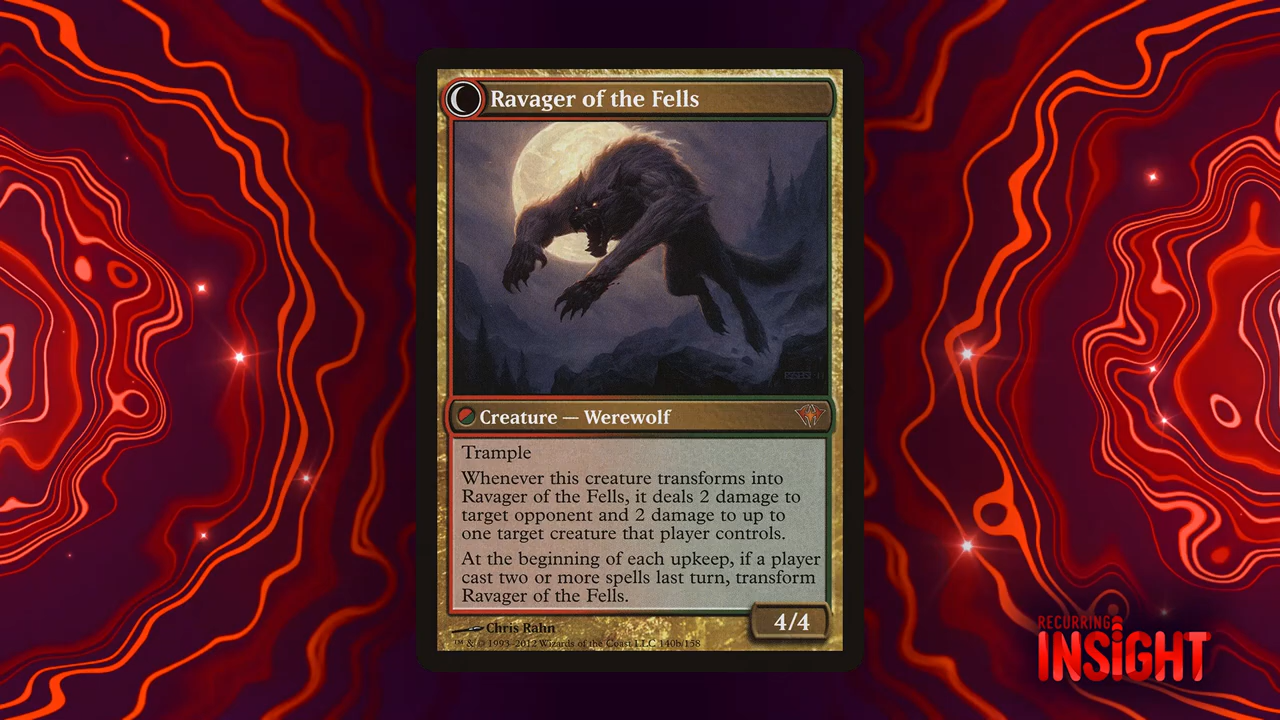 Ravager of the Fells
Creature — Werewolf
Trample
Whenever this creature transforms into
Ravager of the Fells, it deals 2 damage to
target opponent and 2 damage to up to
one target creature that player controls.
At the beginning of each upkeep, if a player
cast two or more spells last turn, transform
Ravager of the Fells.
4/4
Chris Rahn
™ & © 1993–2012 Wizards of the Coast LLC 140b/158
RECURRING
INSIGHT